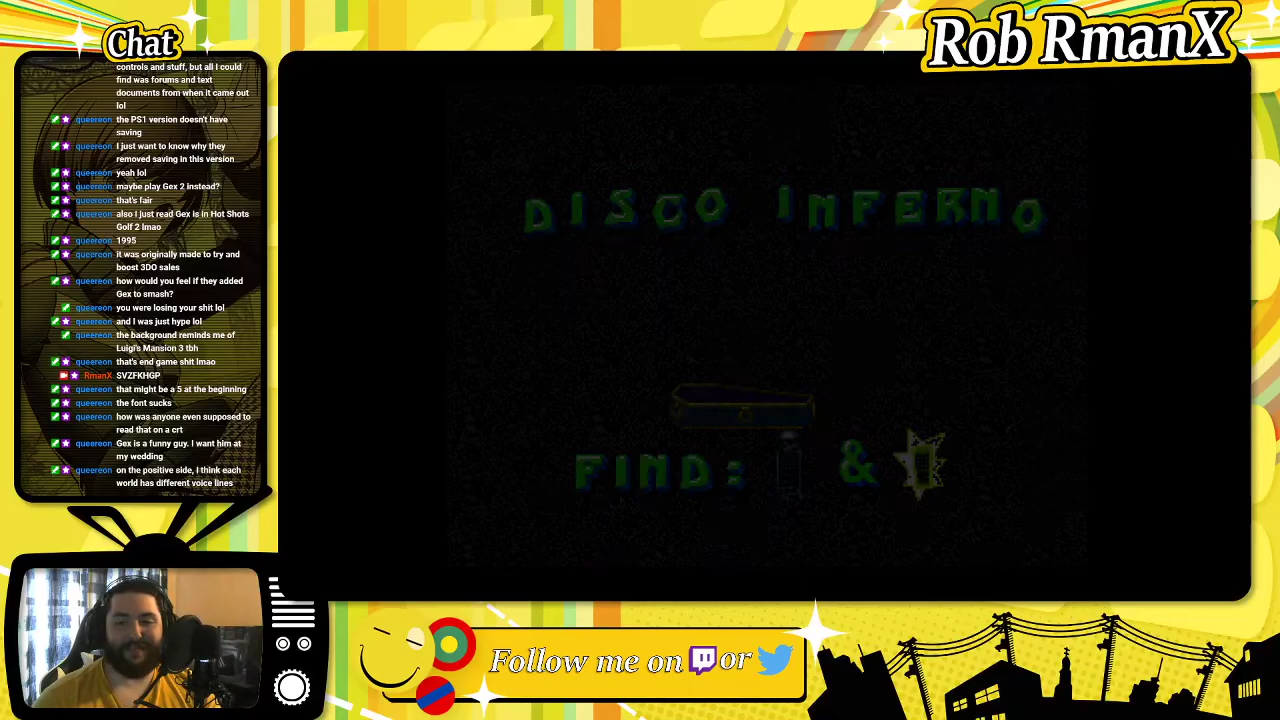 Chat
Rob RmanX
controls and stuff, but all I could
find was forums and text
documents from when it came out
lol
queereon the PS1 version doesn't have
saving
queereon I just want to know why they
removed saving in this version
queereon yeah lol
queereon maybe play Gex 2 instead?
queereon that's fair
queereon also I just read Gex is in Hot Shots
Golf 2 lmao
queereon 1995
queereon it was originally made to try and
boost 3DO sales
queereon how would you feel if they added
Gex to smash?
queereon you were losing your shit lol
queereon and I was just hype lol
queereon the background reminds me of
Luigi's Mansion 3 tbh
queereon that's end game shit lmao
RmanX SVZFKHGP
queereon that might be a 5 at the beginning
queereon the font sucks
queereon how was anyone even supposed to
read that on a crt
queereon Gex is a funny guy. I want him at
my wedding
queereon on the positive side, i think each
world has different voice lines
Follow me on or